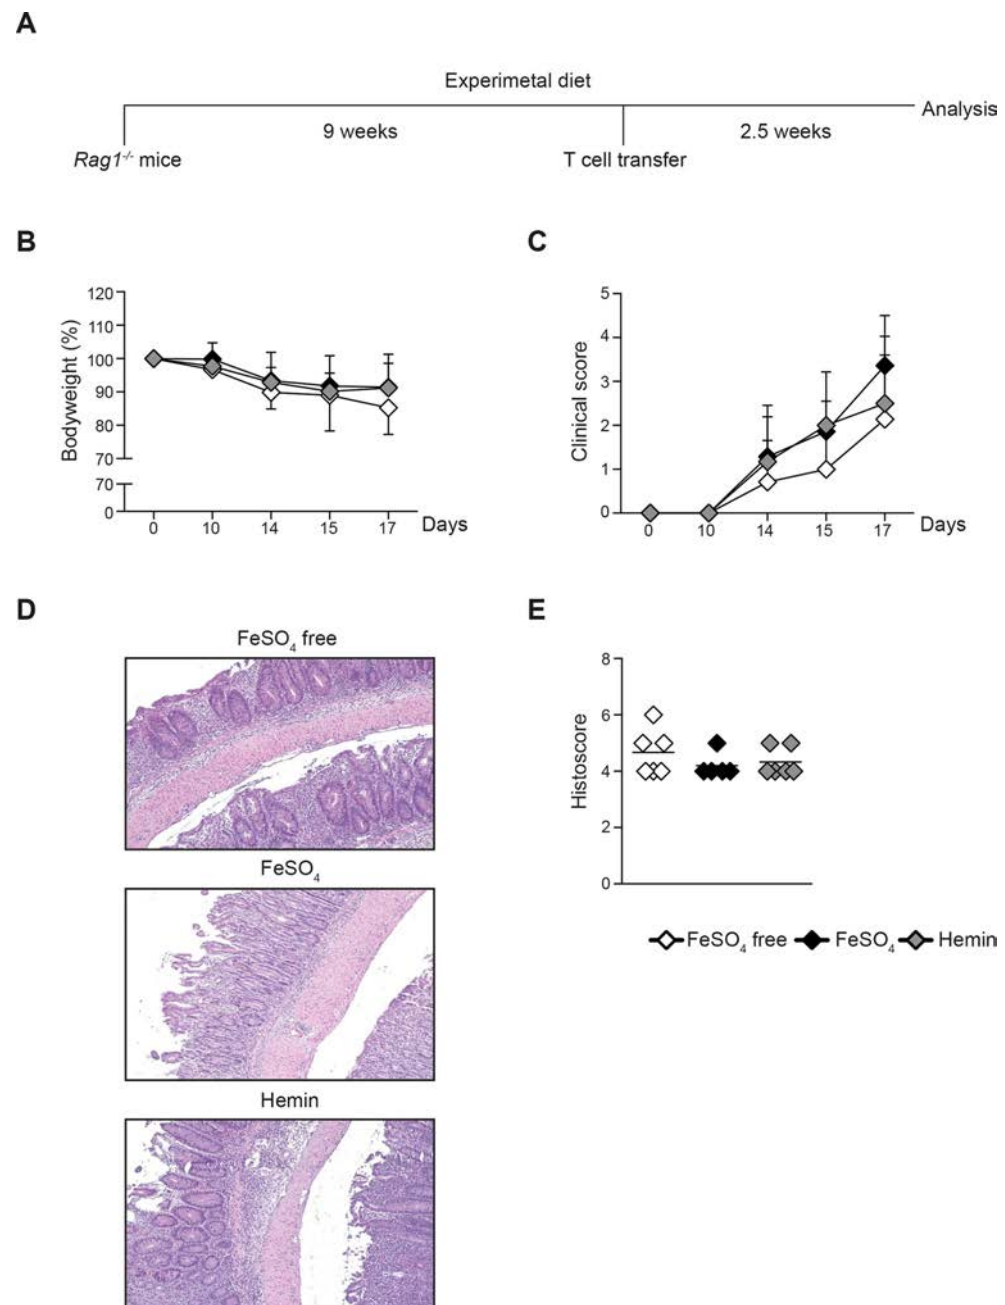 A
Experimetal diet
Analysis
9 weeks
2.5 weeks
Rag1-/- mice
T cell transfer
B
Bodyweight (%)
120
110
100
90
80
70
70
0
0 10 14 15 17 Days
C
Clinical score
5
4
3
2
1
0
0 10 14 15 17 Days
D
FeSO4 free
FeSO4
Hemin
E
Histoscore
8
6
4
2
0
FeSO4 free FeSO4 Hemin